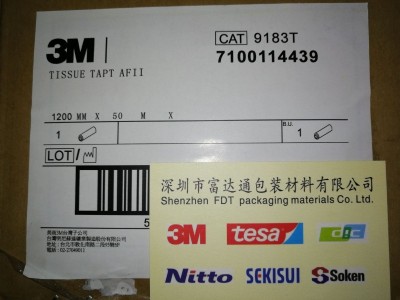 3M
CAT 9183T
7100114439
TISSUE TAPT AFII
1200 MM X 50 M X
B.U.
1 1
LOT/
5
深圳市富达通包装材料有限公司
Shenzhen FDT packaging materials Co. Ltd.
3M tesa dic
Nitto SEKISUI Soken